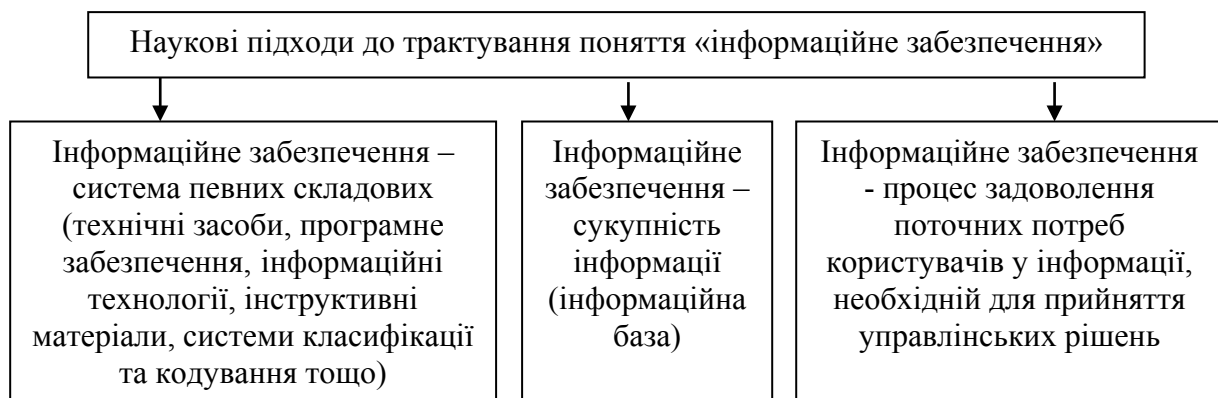 Наукові підходи до трактування поняття «інформаційне забезпечення»
Інформаційне забезпечення –
система певних складових
(технічні засоби, програмне
забезпечення, інформаційні
технології, інструктивні
матеріали, системи класифікації
та кодування тощо)
Інформаційне
забезпечення –
сукупність
інформації
(інформаційна
база)
Інформаційне забезпечення
- процес задоволення
поточних потреб
користувачів у інформації,
необхідній для прийняття
управлінських рішень